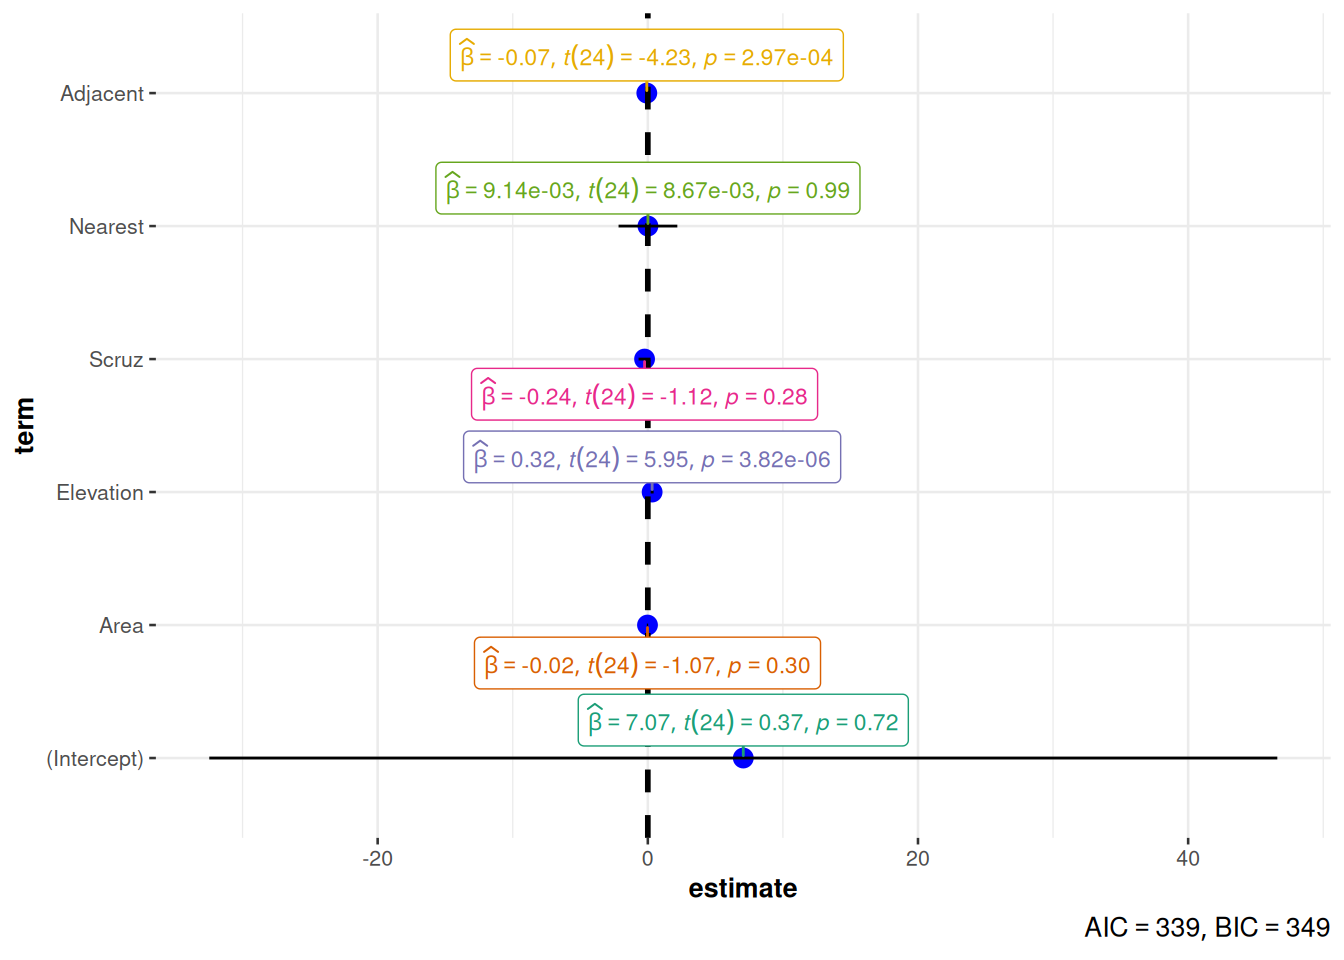 β̂ = -0.07, t(24) = -4.23, p = 2.97e-04
Adjacent
β̂ = 9.14e-03, t(24) = 8.67e-03, p = 0.99
Nearest
Scruz
β̂ = -0.24, t(24) = -1.12, p = 0.28
term
β̂ = 0.32, t(24) = 5.95, p = 3.82e-06
Elevation
Area
β̂ = -0.02, t(24) = -1.07, p = 0.30
β̂ = 7.07, t(24) = 0.37, p = 0.72
(Intercept)
-20 0 20 40
estimate
AIC = 339, BIC = 349